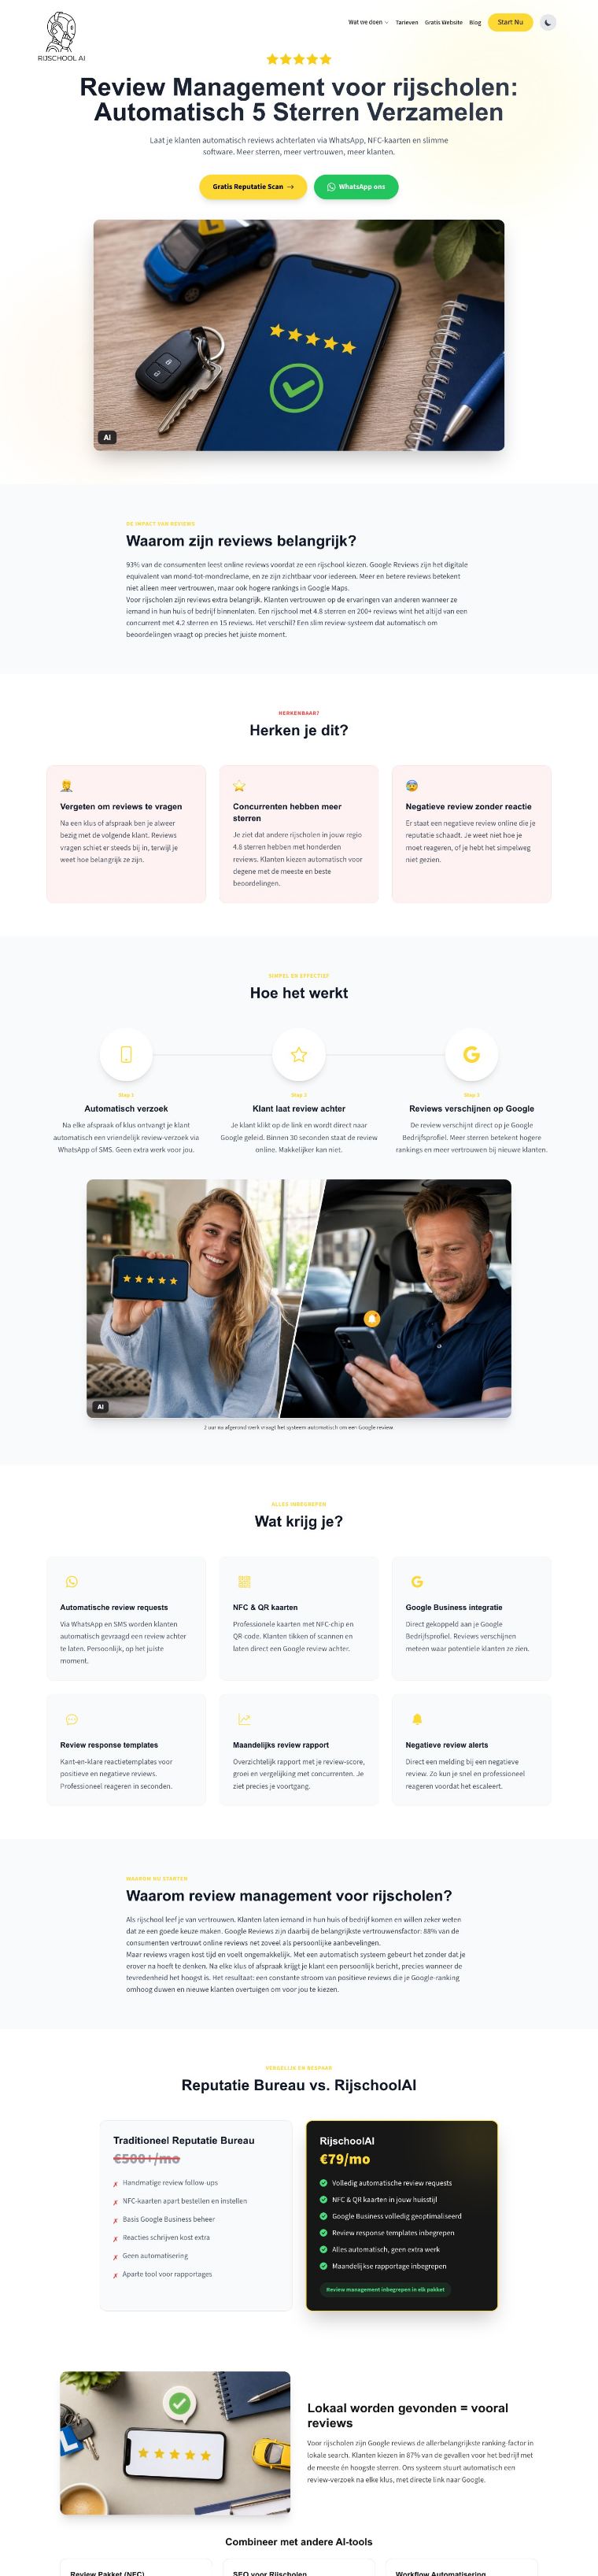 RIJSCHOOL AI
Wat we doen
Tarieven
Gratis Website
Blog
Start Nu
Review Management voor rijscholen:
Automatisch 5 Sterren Verzamelen
Laat je klanten automatisch reviews achterlaten via WhatsApp, NFC-kaarten en slimme
software. Meer sterren, meer vertrouwen, meer klanten.
Gratis Reputatie Scan →
WhatsApp ons
L
AI
DE IMPACT VAN REVIEWS
Waarom zijn reviews belangrijk?
93% van de consumenten leest online reviews voordat ze een rijschool kiezen. Google Reviews zijn het digitale
equivalent van mond-tot-mondreclame, en ze zijn zichtbaar voor iedereen. Meer en betere reviews betekent
niet alleen meer vertrouwen, maar ook hogere rankings in Google Maps.
Voor rijscholen zijn reviews extra belangrijk. Klanten vertrouwen op de ervaringen van anderen wanneer ze
iemand in hun huis of bedrijf binnenlaten. Een rijschool met 4.8 sterren en 200+ reviews wint het altijd van een
concurrent met 4.2 sterren en 15 reviews. Het verschil? Een slim review-systeem dat automatisch om
beoordelingen vraagt op precies het juiste moment.
HERKENBAAR?
Herken je dit?
Vergeten om reviews te vragen
Na een klus of afspraak ben je alweer
bezig met de volgende klant. Reviews
vragen schiet er steeds bij in, terwijl je
weet hoe belangrijk ze zijn.
Concurrenten hebben meer
sterren
Je ziet dat andere rijscholen in jouw regio
4.8 sterren hebben met honderden
reviews. Klanten kiezen automatisch voor
degene met de meeste en beste
beoordelingen.
Negatieve review zonder reactie
Er staat een negatieve review online die je
reputatie schaadt. Je weet niet hoe je
moet reageren, of je hebt het simpelweg
niet gezien.
SIMPEL EN EFFECTIEF
Hoe het werkt
Stap 1
Automatisch verzoek
Na elke afspraak of klus ontvangt je klant
automatisch een vriendelijk review-verzoek via
WhatsApp of SMS. Geen extra werk voor jou.
Stap 2
Klant laat review achter
Je klant klikt op de link en wordt direct naar
Google geleid. Binnen 30 seconden staat de review
online. Makkelijker kan niet.
Stap 3
Reviews verschijnen op Google
De review verschijnt direct op je Google
Bedrijfsprofiel. Meer sterren betekent hogere
rankings en meer vertrouwen bij nieuwe klanten.
AI
2 uur na afgerond werk vraagt het systeem automatisch om een Google-review
ALLES INBEGREPEN
Wat krijg je?
Automatische review requests
Via WhatsApp en SMS worden klanten
automatisch gevraagd een review achter
te laten. Persoonlijk, op het juiste
moment.
NFC & QR kaarten
Professionele kaarten met NFC-chip en
QR-code. Klanten tikken of scannen en
laten direct een Google review achter.
Google Business integratie
Direct gekoppeld aan je Google
Bedrijfsprofiel. Reviews verschijnen
meteen waar potentiele klanten ze zien.
Review response templates
Kant-en-klare reactietemplates voor
positieve en negatieve reviews.
Professioneel reageren in seconden.
Maandelijks review rapport
Overzichtelijk rapport met je review-score,
groei en vergelijking met concurrenten. Je
ziet precies je voortgang.
Negatieve review alerts
Direct een melding bij een negatieve
review. Zo kun je snel en professioneel
reageren voordat het escaleert.
WAAROM NU STARTEN
Waarom review management voor rijscholen?
Als rijschool leef je van vertrouwen. Klanten laten iemand in hun huis of bedrijf komen en willen zeker weten
dat ze een goede keuze maken. Google Reviews zijn daarbij de belangrijkste vertrouwensfactor: 88% van de
consumenten vertrouwt online reviews net zoveel als persoonlijke aanbevelingen.
Maar reviews vragen kost tijd en voelt ongemakkelijk. Met een automatisch systeem gebeurt het zonder dat je
erover na hoeft te denken. Na elke klus of afspraak krijgt je klant een persoonlijk bericht, precies wanneer de
tevredenheid het hoogst is. Het resultaat: een constante stroom van positieve reviews die je Google-ranking
omhoog duwen en nieuwe klanten overtuigen om voor jou te kiezen.
VERGELIJK EN BESPAAR
Reputatie Bureau vs. RijschoolAI
Traditioneel Reputatie Bureau
€500+/mo
Handmatige review follow-ups
NFC-kaarten apart bestellen en instellen
Basis Google Business beheer
Reacties schrijven kost extra
Geen automatisering
Aparte tool voor rapportages
RijschoolAI
€79/mo
Volledig automatische review requests
NFC & QR kaarten in jouw huisstijl
Google Business volledig geoptimaliseerd
Review response templates inbegrepen
Alles automatisch, geen extra werk
Maandelijkse rapportage inbegrepen
Review management inbegrepen in elk pakket
L
Lokaal worden gevonden = vooral
reviews
Voor rijscholen zijn Google reviews de allerbelangrijkste ranking-factor in
lokale search. Klanten kiezen in 87% van de gevallen voor het bedrijf met
de meeste én hoogste sterren. Ons systeem stuurt automatisch een
review-verzoek na elke klus, met directe link naar Google.
Combineer met andere AI-tools
Review Pakket (NFC)
SEO voor Rijscholen
Workflow Automatisering